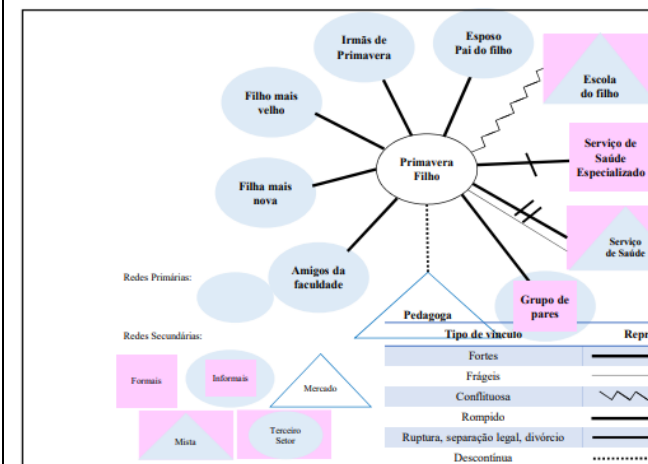 Irmãs de
Primavera
Esposo
Pai do filho
Escola
do filho
Filho mais
velho
Serviço de
Saúde
Especializado
Primavera
Filho
Filha mais
nova
Serviço
de Saúde
Amigos da
faculdade
Redes Primárias:
Grupo de
pares
Pedagoga
Redes Secundárias:
Tipo de vínculo
Repr
Fortes
Formais
Informais
Mercado
Frágeis
Conflituosa
Rompido
Mista
Terceiro
Setor
Ruptura, separação legal, divórcio
Descontínua